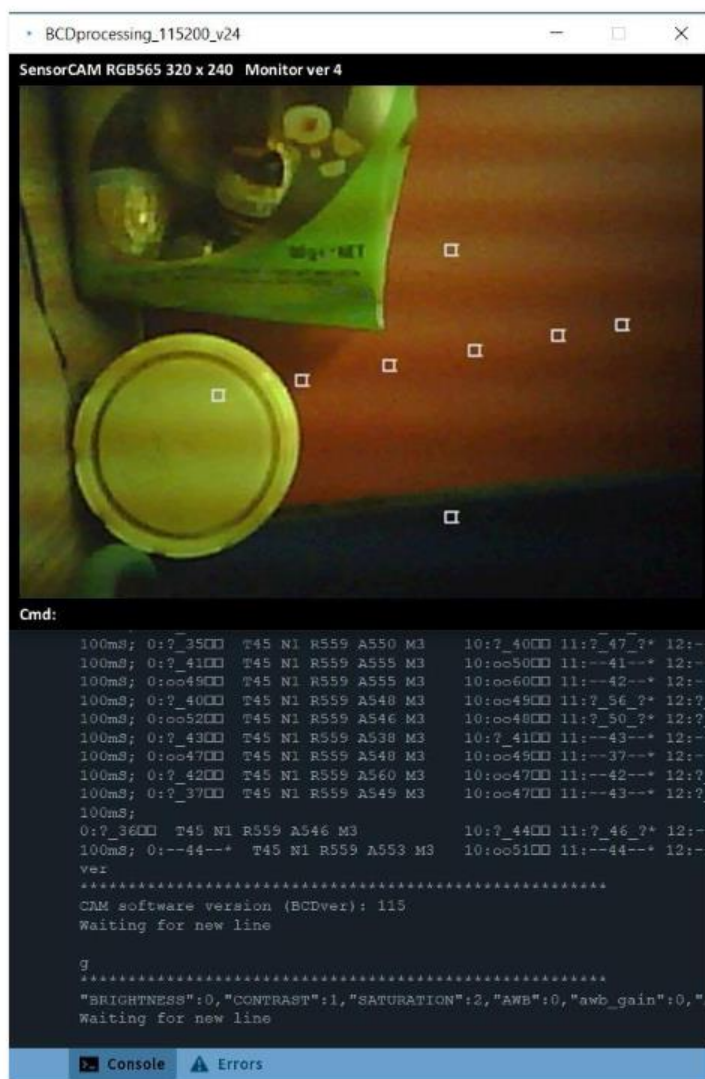 BCDprocessing_115200_v24
SensorCAM RGB565 320 x 240 Monitor ver 4
NET
Cmd:
100mS; 0:?_35□□ T45 N1 R559 A550 M3 10:?_40□□ 11:?_47_?* 12:-
100mS; 0:?_41□□ T45 N1 R559 A555 M3 10:oo50□□ 11:--41--* 12:-
100mS; 0:oo49□□ T45 N1 R559 A555 M3 10:oo60□□ 11:--42--* 12:-
100mS; 0:?_40□□ T45 N1 R559 A548 M3 10:oo49□□ 11:?_56_?* 12:?
100mS; 0:oo52□□ T45 N1 R559 A546 M3 10:oo48□□ 11:?_50_?* 12:?
100mS; 0:?_43□□ T45 N1 R559 A538 M3 10:?_41□□ 11:--43--* 12:-
100mS; 0:oo47□□ T45 N1 R559 A548 M3 10:oo49□□ 11:--37--* 12:-
100mS; 0:?_42□□ T45 N1 R559 A560 M3 10:oo47□□ 11:--42--* 12:?
100mS; 0:?_37□□ T45 N1 R559 A549 M3 10:oo47□□ 11:--43--* 12:?
100mS;
0:?_36□□ T45 N1 R559 A546 M3 10:?_44□□ 11:?_46_?* 12:-
100mS; 0:--44--* T45 N1 R559 A553 M3 10:oo51□□ 11:--44--* 12:-
ver
*******************************************************
CAM software version (BCDver): 115
Waiting for new line
g
*******************************************************
"BRIGHTNESS":0,"CONTRAST":1,"SATURATION":2,"AWB":0,"awb_gain":0,"
Waiting for new line
Console Errors